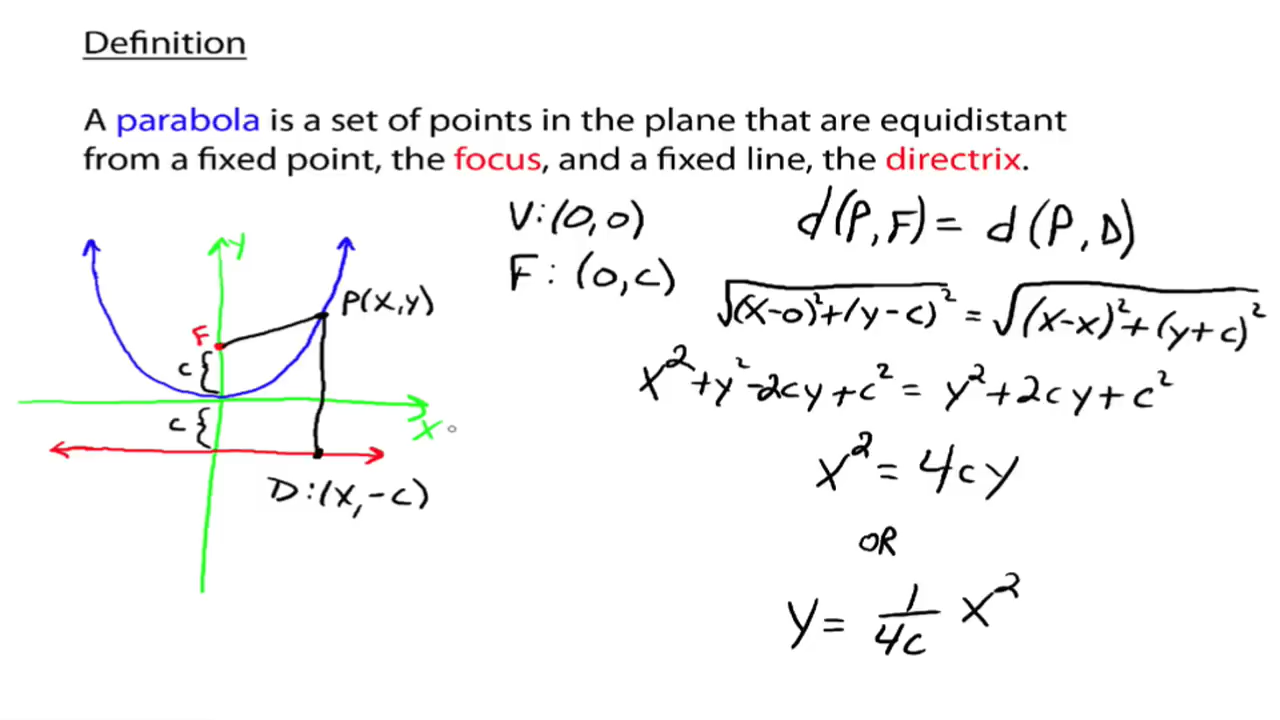 Definition
A parabola is a set of points in the plane that are equidistant
from a fixed point, the focus, and a fixed line, the directrix.
V:(0,0)
F: (0,c)
d(P,F) = d(P,D)
√(x-0)²+(y-c)² = √(x-x)²+(y+c)²
x²+y²-2cy+c² = y²+2cy+c²
x² = 4cy
OR
y = 1/4c x²
Y
P(x,y)
F
c {
c {
X
D:(x,-c)